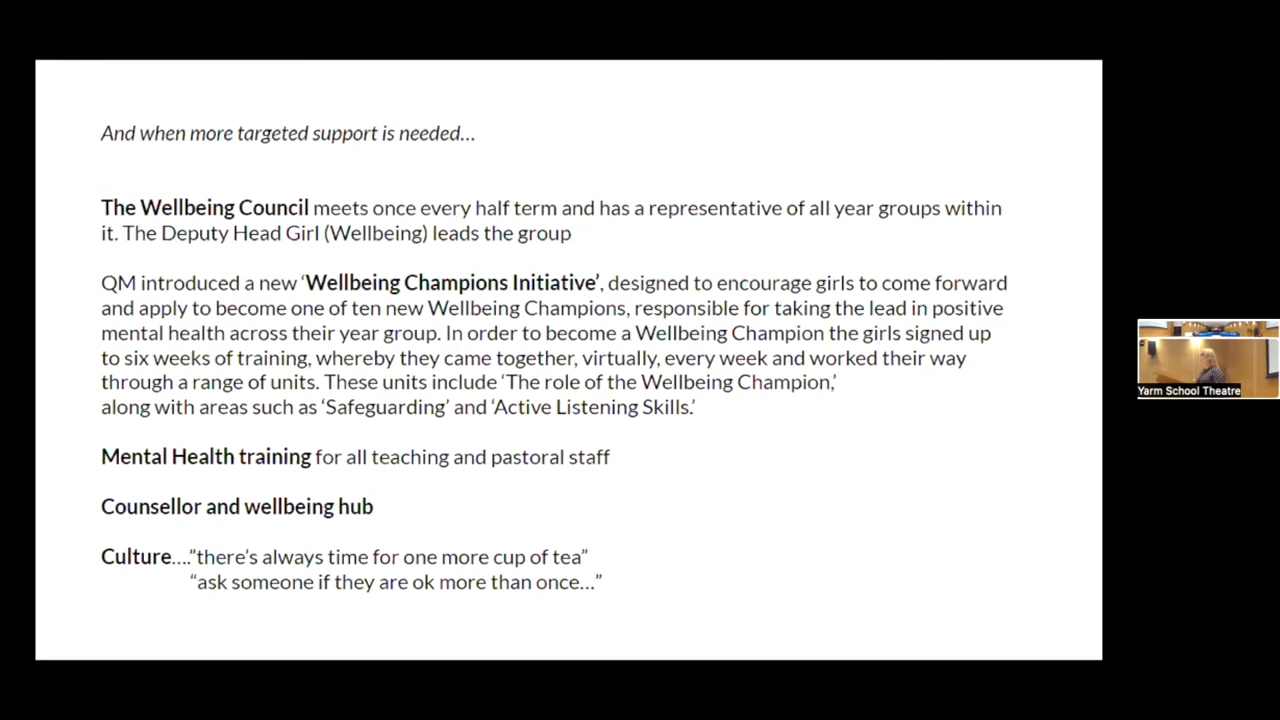 And when more targeted support is needed…
The Wellbeing Council meets once every half term and has a representative of all year groups within
it. The Deputy Head Girl (Wellbeing) leads the group
QM introduced a new ‘Wellbeing Champions Initiative’, designed to encourage girls to come forward
and apply to become one of ten new Wellbeing Champions, responsible for taking the lead in positive
mental health across their year group. In order to become a Wellbeing Champion the girls signed up
to six weeks of training, whereby they came together, virtually, every week and worked their way
through a range of units. These units include ‘The role of the Wellbeing Champion,’
along with areas such as ‘Safeguarding’ and ‘Active Listening Skills.’
Mental Health training for all teaching and pastoral staff
Counsellor and wellbeing hub
Culture….”there’s always time for one more cup of tea”
“ask someone if they are ok more than once…”
Yarm School Theatre